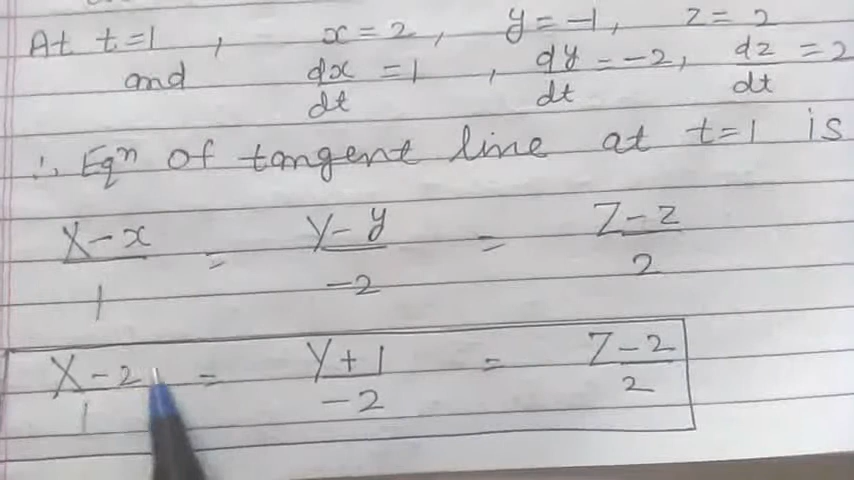 At t=1 , x=2, y=-1, z=2
and dx/dt =1 , dy/dt =-2, dz/dt =2
∴ Eqⁿ of tangent line at t=1 is
X-x/1 = Y-y/-2 = Z-z/2
X-2/1 = Y+1/-2 = Z-2/2